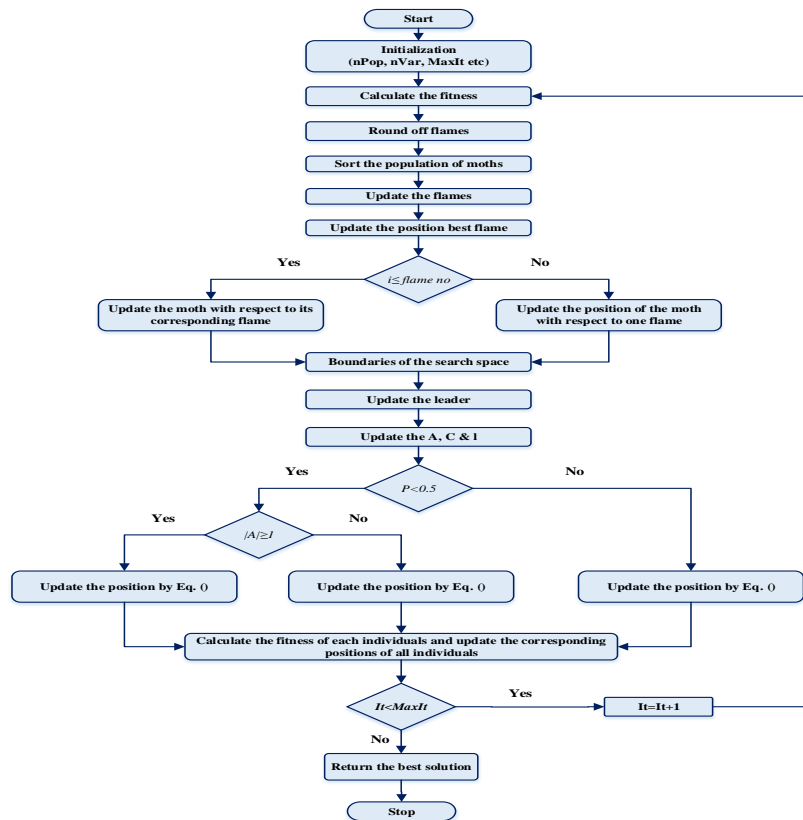 Start
Initialization
(nPop, nVar, MaxIt etc)
Calculate the fitness
Round off flames
Sort the population of moths
Update the flames
Update the position best flame
Yes
No
i≤ flame no
Update the moth with respect to its
corresponding flame
Update the position of the moth
with respect to one flame
Boundaries of the search space
Update the leader
Update the A, C & l
Yes
No
P<0.5
Yes
No
|A|≥1
Update the position by Eq. ()
Update the position by Eq. ()
Update the position by Eq. ()
Calculate the fitness of each individuals and update the corresponding
positions of all individuals
It<MaxIt
Yes
It=It+1
No
Return the best solution
Stop